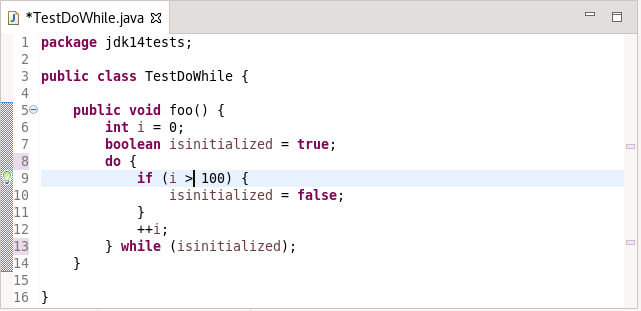 *TestDoWhile.java
1 package jdk14tests;
2
3 public class TestDoWhile {
4
5 public void foo() {
6 int i = 0;
7 boolean isinitialized = true;
8 do {
9 if (i > 100) {
10 isinitialized = false;
11 }
12 ++i;
13 } while (isinitialized);
14 }
15
16 }